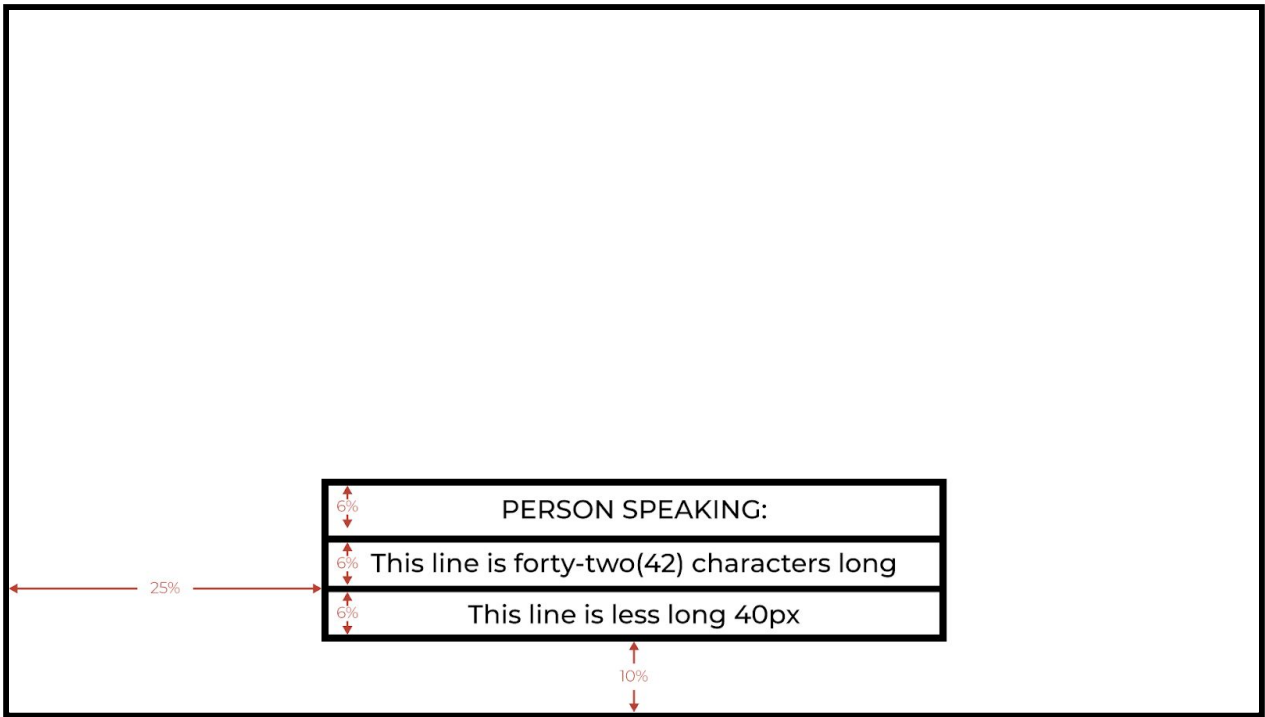 6%
PERSON SPEAKING:
6%
This line is forty-two(42) characters long
25%
6%
This line is less long 40px
10%